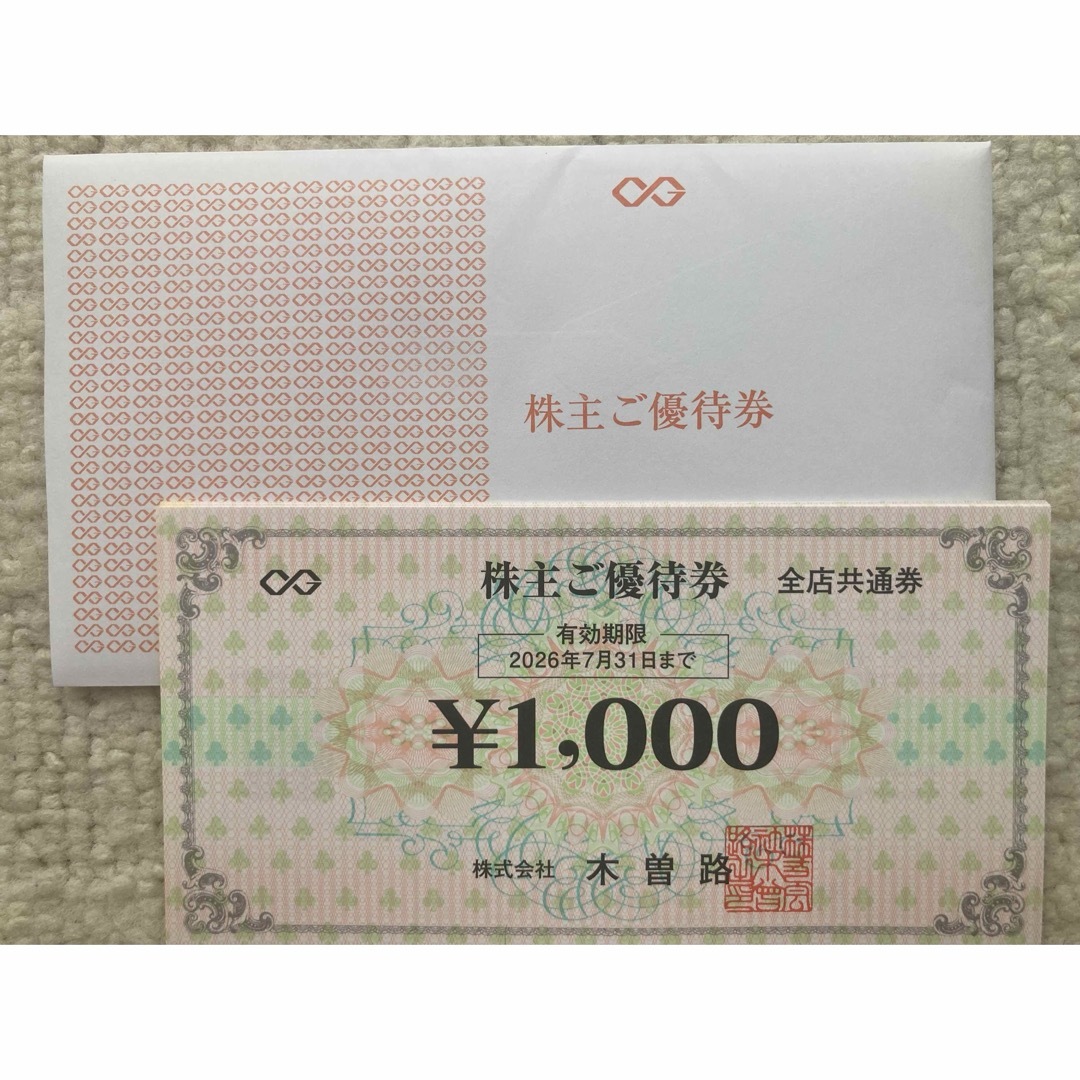 株主ご優待券
株主ご優待券 全店共通券
有効期限
2026年7月31日まで
¥1,000
株式会社 木曽路